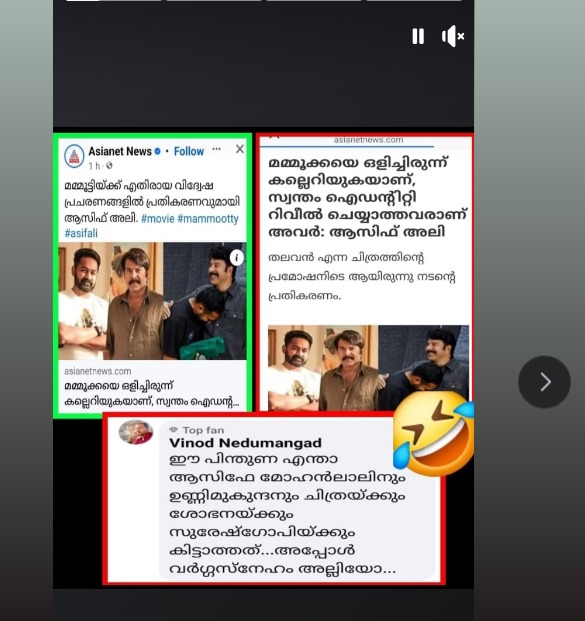 Asianet News • Follow
1 h
മമ്മൂട്ടിയ്ക്ക് എതിരായ വിദ്വേഷ
പ്രചരണങ്ങളിൽ പ്രതികരണവുമായി
ആസിഫ് അലി. #movie #mammootty
#asifali
asianetnews.com
മമ്മൂക്കയെ ഒളിച്ചിരുന്ന്
കല്ലെറിയുകയാണ്, സ്വന്തം ഐഡന്റ...
asianetnews.com
മമ്മൂക്കയെ ഒളിച്ചിരുന്ന്
കല്ലെറിയുകയാണ്,
സ്വന്തം ഐഡന്റിറ്റി
റിവീൽ ചെയ്യാത്തവരാണ്
അവർ: ആസിഫ് അലി
തലവൻ എന്ന ചിത്രത്തിന്റെ
പ്രമോഷനിടെ ആയിരുന്നു നടന്റെ
പ്രതികരണം.
Top fan
Vinod Nedumangad
ഈ പിന്തുണ എന്താ
ആസിഫേ മോഹൻലാലിനും
ഉണ്ണിമുകുന്ദനും ചിത്രയ്ക്കും
ശോഭനയ്ക്കും
സുരേഷ്ഗോപിയ്ക്കും
കിട്ടാത്തത്...അപ്പോൾ
വർഗ്ഗസ്നേഹം അല്ലിയോ...